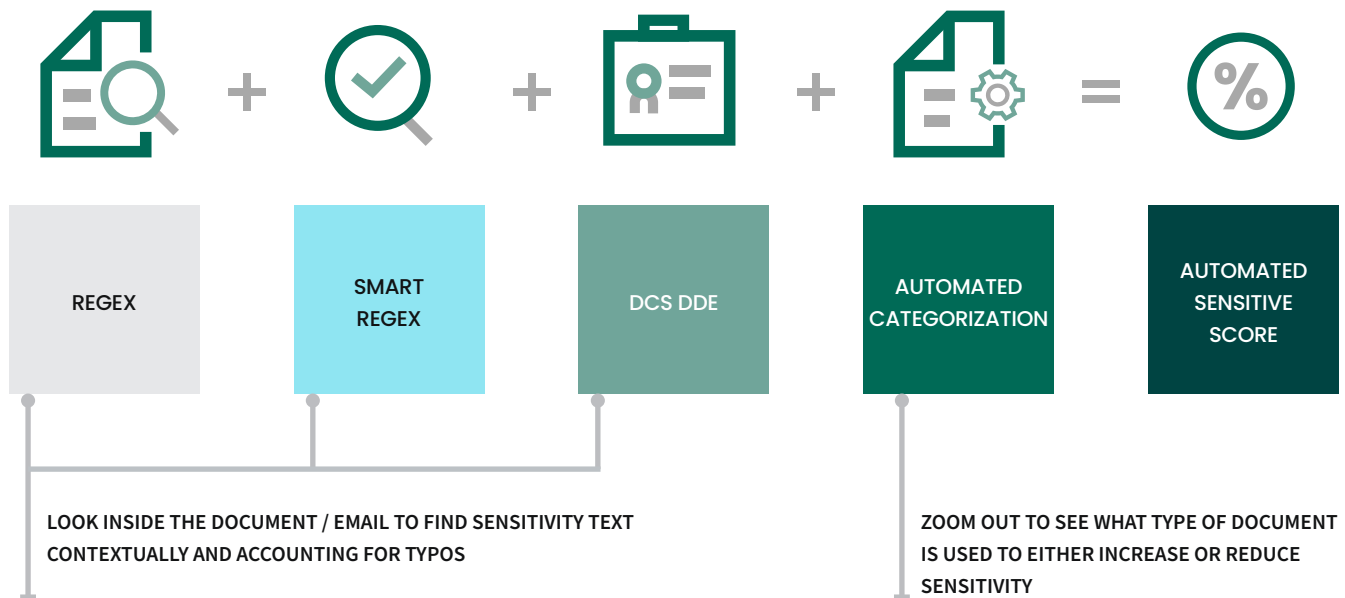 %
REGEX
SMART
REGEX
DCS DDE
AUTOMATED
CATEGORIZATION
AUTOMATED
SENSITIVE
SCORE
LOOK INSIDE THE DOCUMENT / EMAIL TO FIND SENSITIVITY TEXT
CONTEXTUALLY AND ACCOUNTING FOR TYPOS
ZOOM OUT TO SEE WHAT TYPE OF DOCUMENT
IS USED TO EITHER INCREASE OR REDUCE
SENSITIVITY